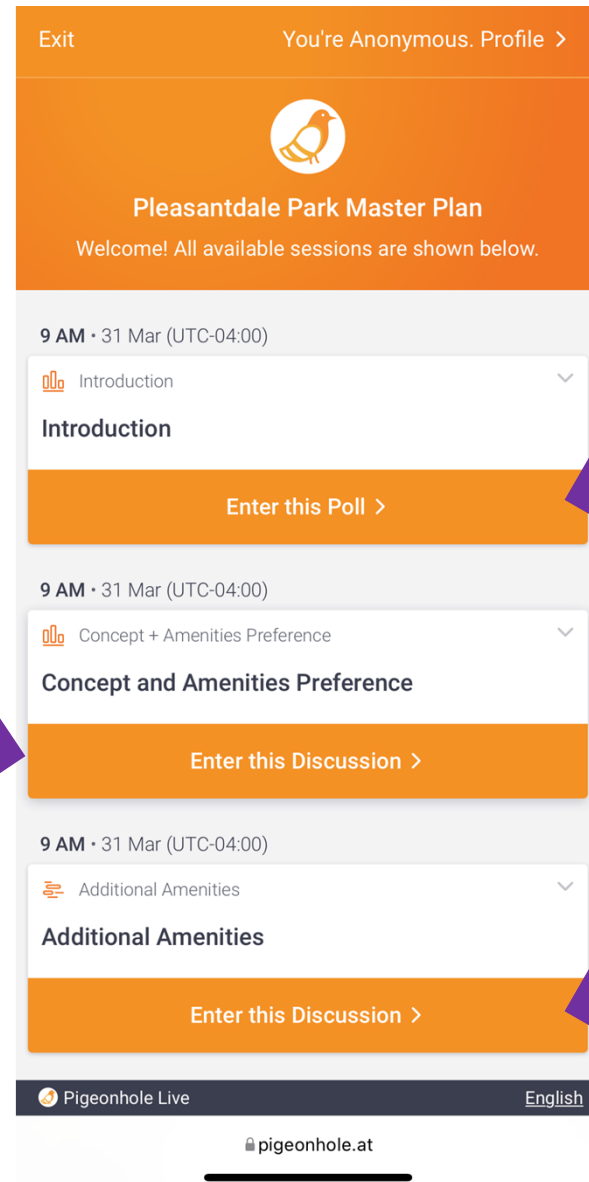 Exit You're Anonymous. Profile >
Pleasantdale Park Master Plan
Welcome! All available sessions are shown below.
9 AM • 31 Mar (UTC-04:00)
Introduction
Introduction
Enter this Poll >
9 AM • 31 Mar (UTC-04:00)
Concept + Amenities Preference
Concept and Amenities Preference
Enter this Discussion >
9 AM • 31 Mar (UTC-04:00)
Additional Amenities
Additional Amenities
Enter this Discussion >
Pigeonhole Live English
pigeonhole.at